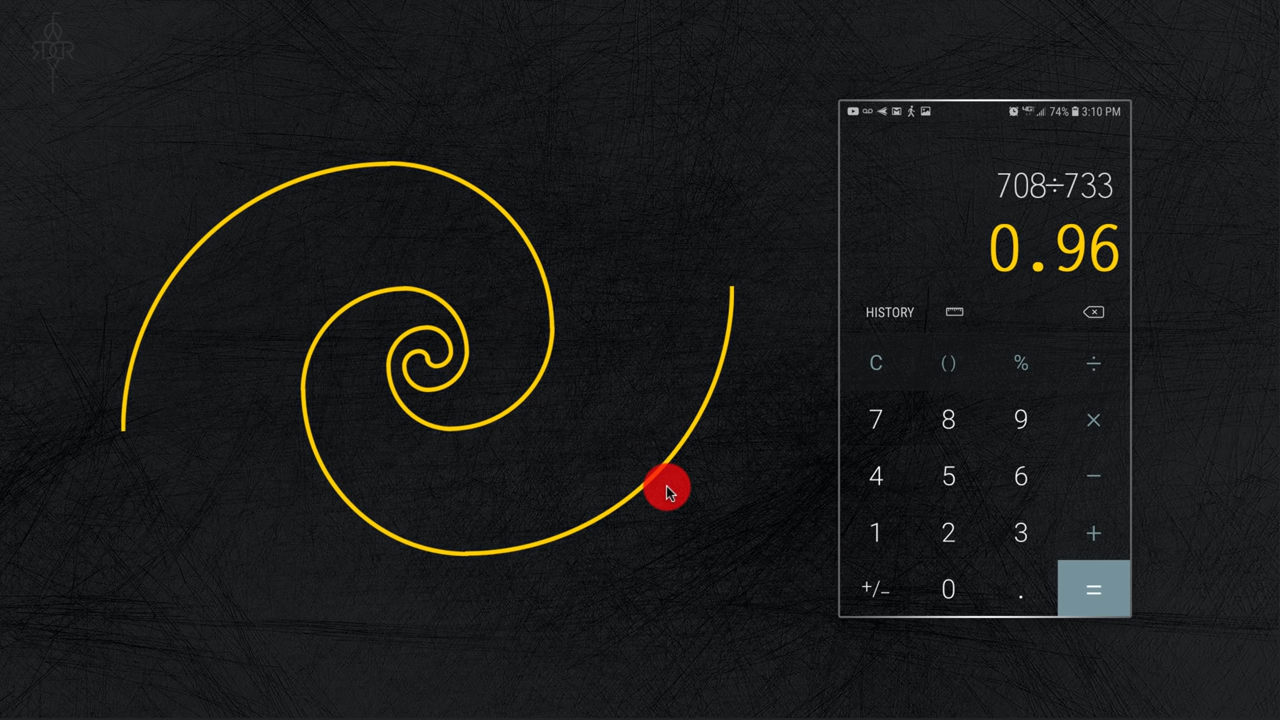 74% 3:10 PM
708÷733
0.96
HISTORY
C () % ÷
7 8 9 ×
4 5 6 −
1 2 3 +
+/− 0 . =